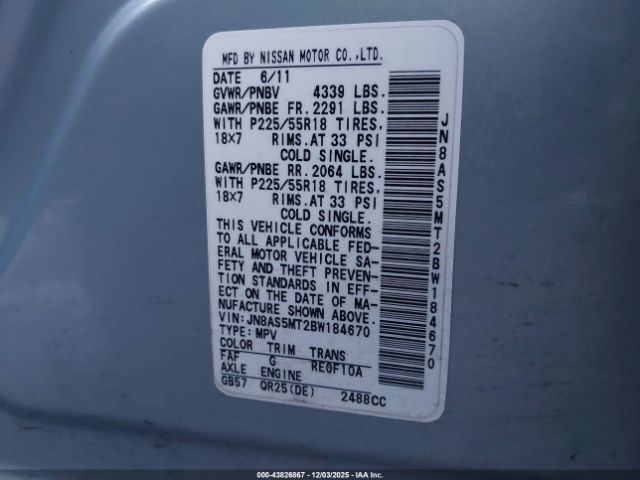 MFD BY NISSAN MOTOR CO.,LTD.
DATE 6/11
GVWR/PNBV 4339 LBS.
GAWR/PNBE FR. 2291 LBS.
WITH P225/55R18 TIRES,
18X7 RIMS.AT 33 PSI
COLD SINGLE.
GAWR/PNBE RR. 2064 LBS.
WITH P225/55R18 TIRES,
18X7 RIMS.AT 33 PSI
COLD SINGLE.
THIS VEHICLE CONFORMS
TO ALL APPLICABLE FED-
ERAL MOTOR VEHICLE SA-
FETY AND THEFT PREVEN-
TION STANDARDS IN EFF-
ECT ON THE DATE OF MA-
NUFACTURE SHOWN ABOVE.
VIN: JN8AS5MT2BW184670
TYPE: MPV
COLOR TRIM TRANS
FAF G RE0F10A
AXLE ENGINE
GB57 QR25(DE) 2488CC
JN8AS5MT2BW184670
00-43826867 - 12/03/2025 - IAA Inc.